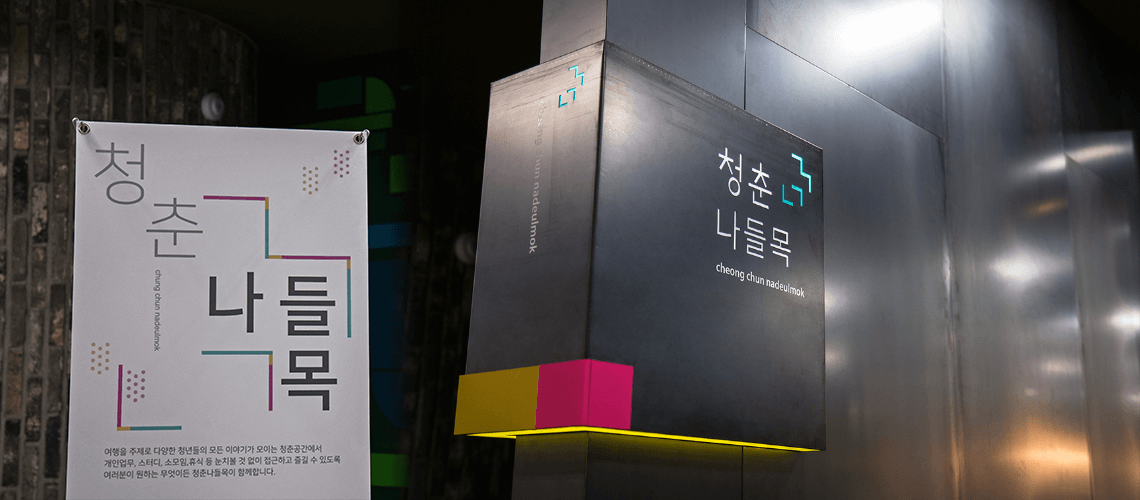 청
춘
chung chun nadeulmok
나들
목
여행을 주제로 다양한 청년들의 모든 이야기가 모이는 청춘공간에서
개인업무, 스터디, 소모임,휴식 등 눈치볼 것 없이 접근하고 즐길 수 있도록
여러분이 원하는 무엇이든 청춘나들목이 함께합니다.
chung chun nadeulmok
청춘
나들목
cheong chun nadeulmok